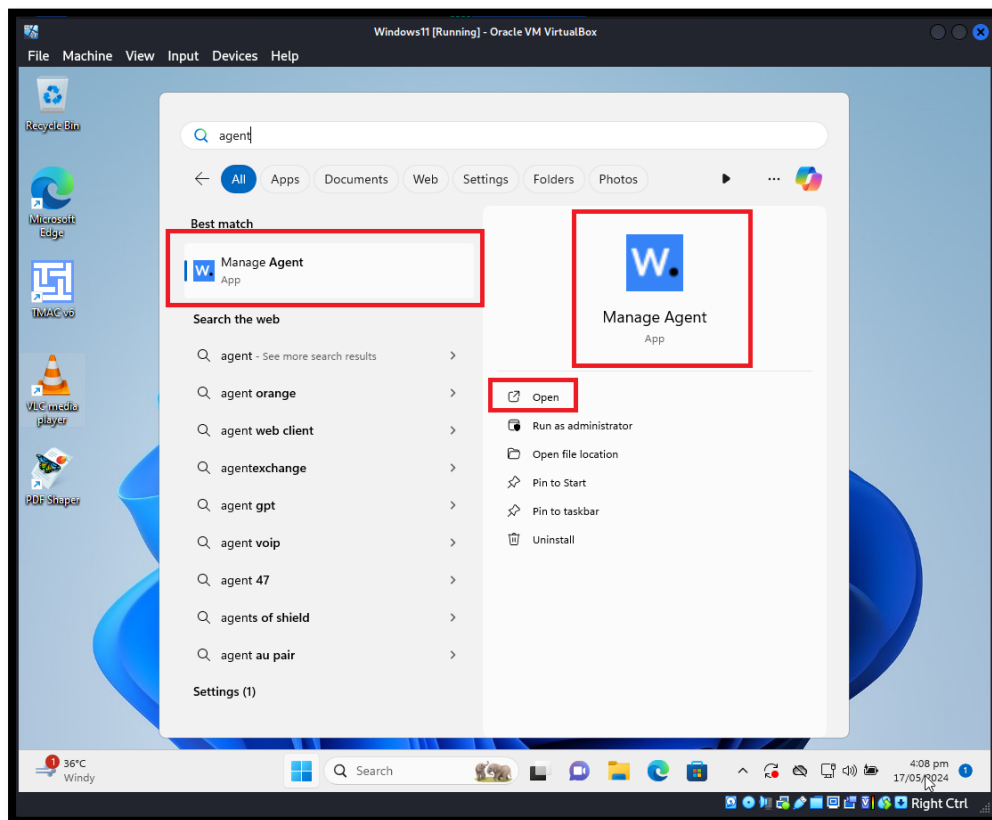 Windows11 [Running] - Oracle VM VirtualBox
File Machine View Input Devices Help
Recycle Bin
Microsoft
Edge
TMAC v6
VLC media
player
PDF Shaper
agent
All Apps Documents Web Settings Folders Photos
Best match
W. Manage Agent
App
Search the web
agent - See more search results
agent orange
agent web client
agentexchange
agent gpt
agent voip
agent 47
agents of shield
agent au pair
Settings (1)
W.
Manage Agent
App
Open
Run as administrator
Open file location
Pin to Start
Pin to taskbar
Uninstall
1 36°C
Windy
Search
4:08 pm
17/05/2024
1
Right Ctrl